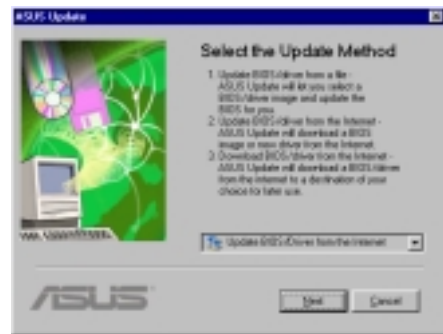 ASUS Update
Select the Update Method
1. Update BIOS/driver from a file -
ASUS Update will let you select a
BIOS/driver image and update the
BIOS for you.
2. Update BIOS/driver from the Internet -
ASUS Update will download a BIOS
image or new driver from the Internet.
3. Download BIOS/driver from the Internet -
ASUS Update will download a BIOS/driver
from the internet to a destination of your
choice for later use.
Update BIOS/Driver from the Internet
ASUS
Next
Cancel